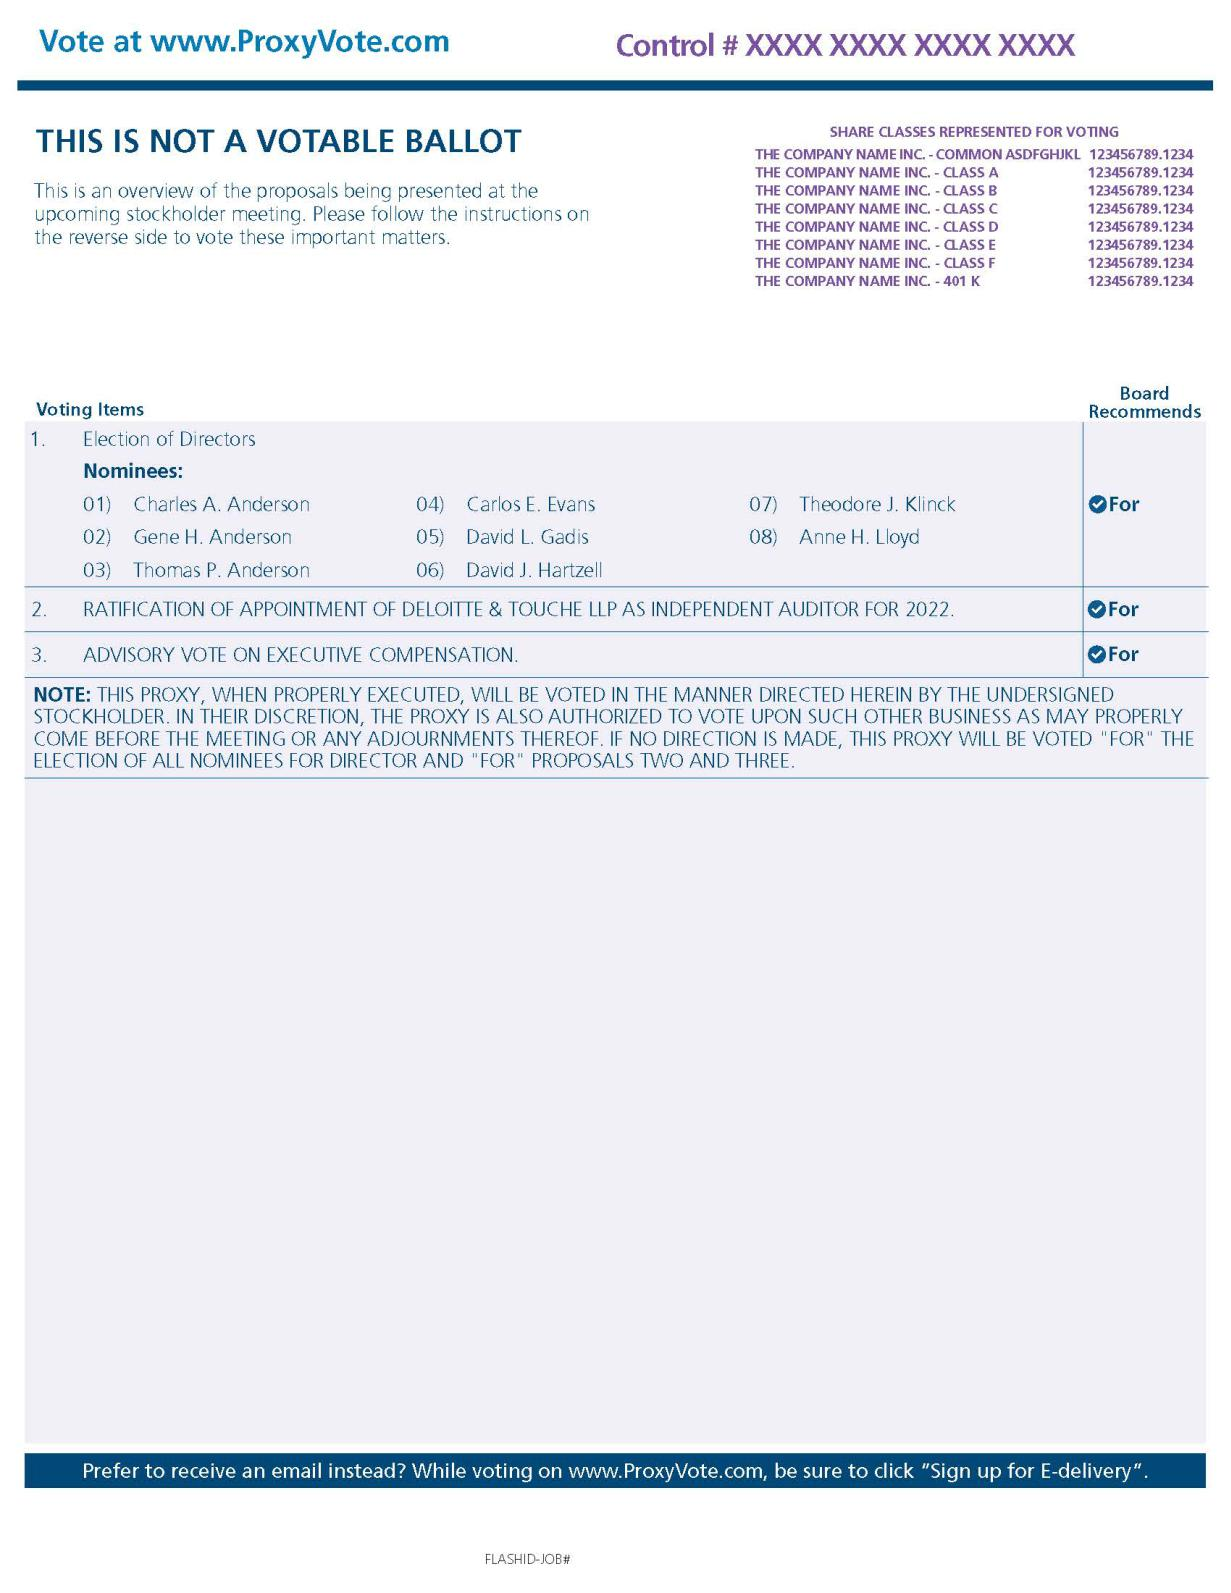 Vote at www.ProxyVote.com
Control # XXXX XXXX XXXX XXXX
THIS IS NOT A VOTABLE BALLOT
This is an overview of the proposals being presented at the
upcoming stockholder meeting. Please follow the instructions on
the reverse side to vote these important matters.
SHARE CLASSES REPRESENTED FOR VOTING
THE COMPANY NAME INC. - COMMON ASDFGHJKL 123456789.1234
THE COMPANY NAME INC. - CLASS A 123456789.1234
THE COMPANY NAME INC. - CLASS B 123456789.1234
THE COMPANY NAME INC. - CLASS C 123456789.1234
THE COMPANY NAME INC. - CLASS D 123456789.1234
THE COMPANY NAME INC. - CLASS E 123456789.1234
THE COMPANY NAME INC. - CLASS F 123456789.1234
THE COMPANY NAME INC. - 401 K 123456789.1234
Voting Items
Board
Recommends
1. Election of Directors
Nominees:
01) Charles A. Anderson 04) Carlos E. Evans 07) Theodore J. Klinck For
02) Gene H. Anderson 05) David L. Gadis 08) Anne H. Lloyd
03) Thomas P. Anderson 06) David J. Hartzell
2. RATIFICATION OF APPOINTMENT OF DELOITTE & TOUCHE LLP AS INDEPENDENT AUDITOR FOR 2022. For
3. ADVISORY VOTE ON EXECUTIVE COMPENSATION. For
NOTE: THIS PROXY, WHEN PROPERLY EXECUTED, WILL BE VOTED IN THE MANNER DIRECTED HEREIN BY THE UNDERSIGNED
STOCKHOLDER. IN THEIR DISCRETION, THE PROXY IS ALSO AUTHORIZED TO VOTE UPON SUCH OTHER BUSINESS AS MAY PROPERLY
COME BEFORE THE MEETING OR ANY ADJOURNMENTS THEREOF. IF NO DIRECTION IS MADE, THIS PROXY WILL BE VOTED "FOR" THE
ELECTION OF ALL NOMINEES FOR DIRECTOR AND "FOR" PROPOSALS TWO AND THREE.
Prefer to receive an email instead? While voting on www.ProxyVote.com, be sure to click “Sign up for E-delivery”.
FLASHID-JOB#